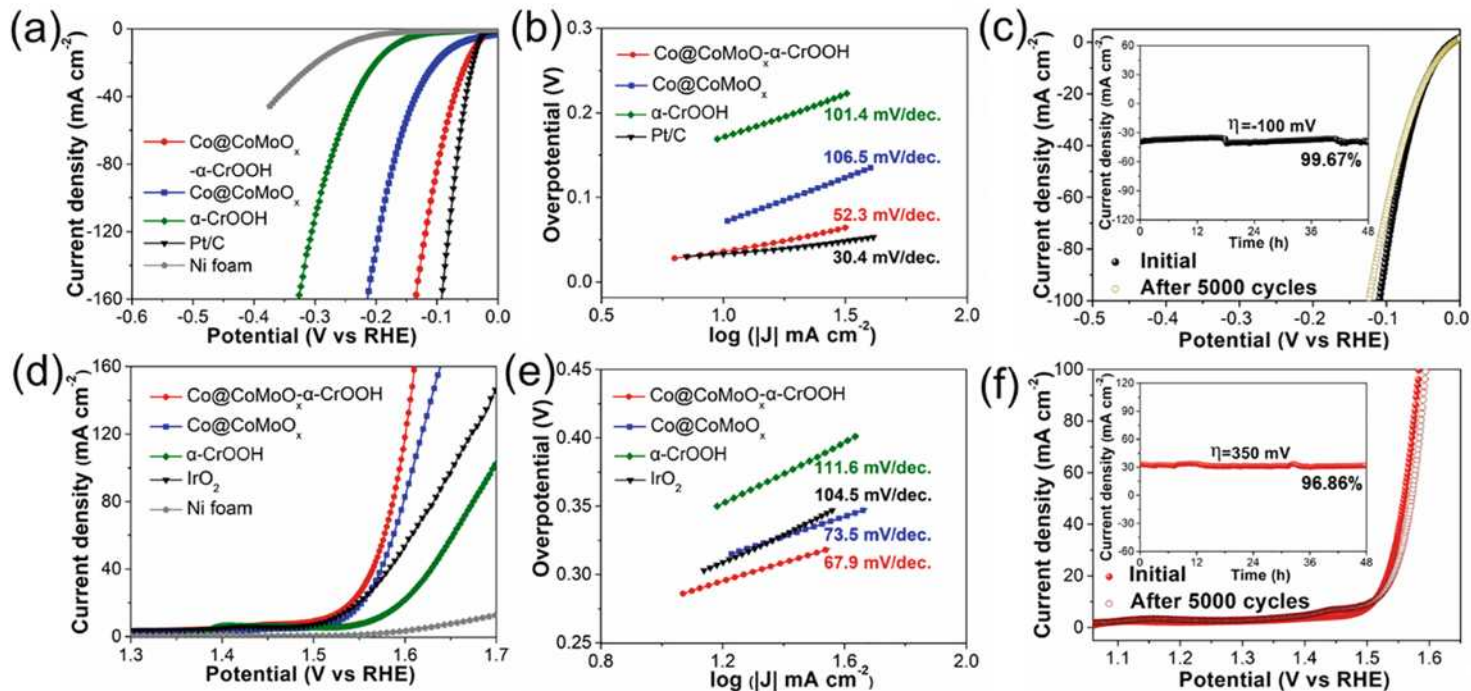 (a)
Current density (mA cm⁻²)
0
-40
-80
-120
-160
Co@CoMoOₓ
-α-CrOOH
Co@CoMoOₓ
α-CrOOH
Pt/C
Ni foam
-0.6 -0.5 -0.4 -0.3 -0.2 -0.1 0.0
Potential (V vs RHE)
(b)
Overpotential (V)
0.3
0.2
0.1
0.0
Co@CoMoOₓ-α-CrOOH
Co@CoMoOₓ
α-CrOOH
Pt/C
101.4 mV/dec.
106.5 mV/dec.
52.3 mV/dec.
30.4 mV/dec.
0.5 1.0 1.5 2.0
log (|J| mA cm⁻²)
(c)
Current density (mA cm⁻²)
0
-20
-40
-60
-80
-100
Current density (mA cm⁻²)
60
30
0
-30
-60
-90
-120
η=-100 mV
99.67%
0 12 24 36 48
Time (h)
Initial
After 5000 cycles
-0.5 -0.4 -0.3 -0.2 -0.1 0.0
Potential (V vs RHE)
(d)
Current density (mA cm⁻²)
160
120
80
40
0
Co@CoMoOₓ-α-CrOOH
Co@CoMoOₓ
α-CrOOH
IrO₂
Ni foam
1.3 1.4 1.5 1.6 1.7
Potential (V vs RHE)
(e)
Overpotential (V)
0.45
0.40
0.35
0.30
0.25
Co@CoMoOₓ-α-CrOOH
Co@CoMoOₓ
α-CrOOH
IrO₂
111.6 mV/dec.
104.5 mV/dec.
73.5 mV/dec.
67.9 mV/dec.
0.8 1.2 1.6 2.0
log (|J| mA cm⁻²)
(f)
Current density (mA cm⁻²)
100
80
60
40
20
0
Current density (mA cm⁻²)
120
90
60
30
0
-30
-60
η=350 mV
96.86%
0 12 24 36 48
Time (h)
Initial
After 5000 cycles
1.1 1.2 1.3 1.4 1.5 1.6
Potential (V vs RHE)